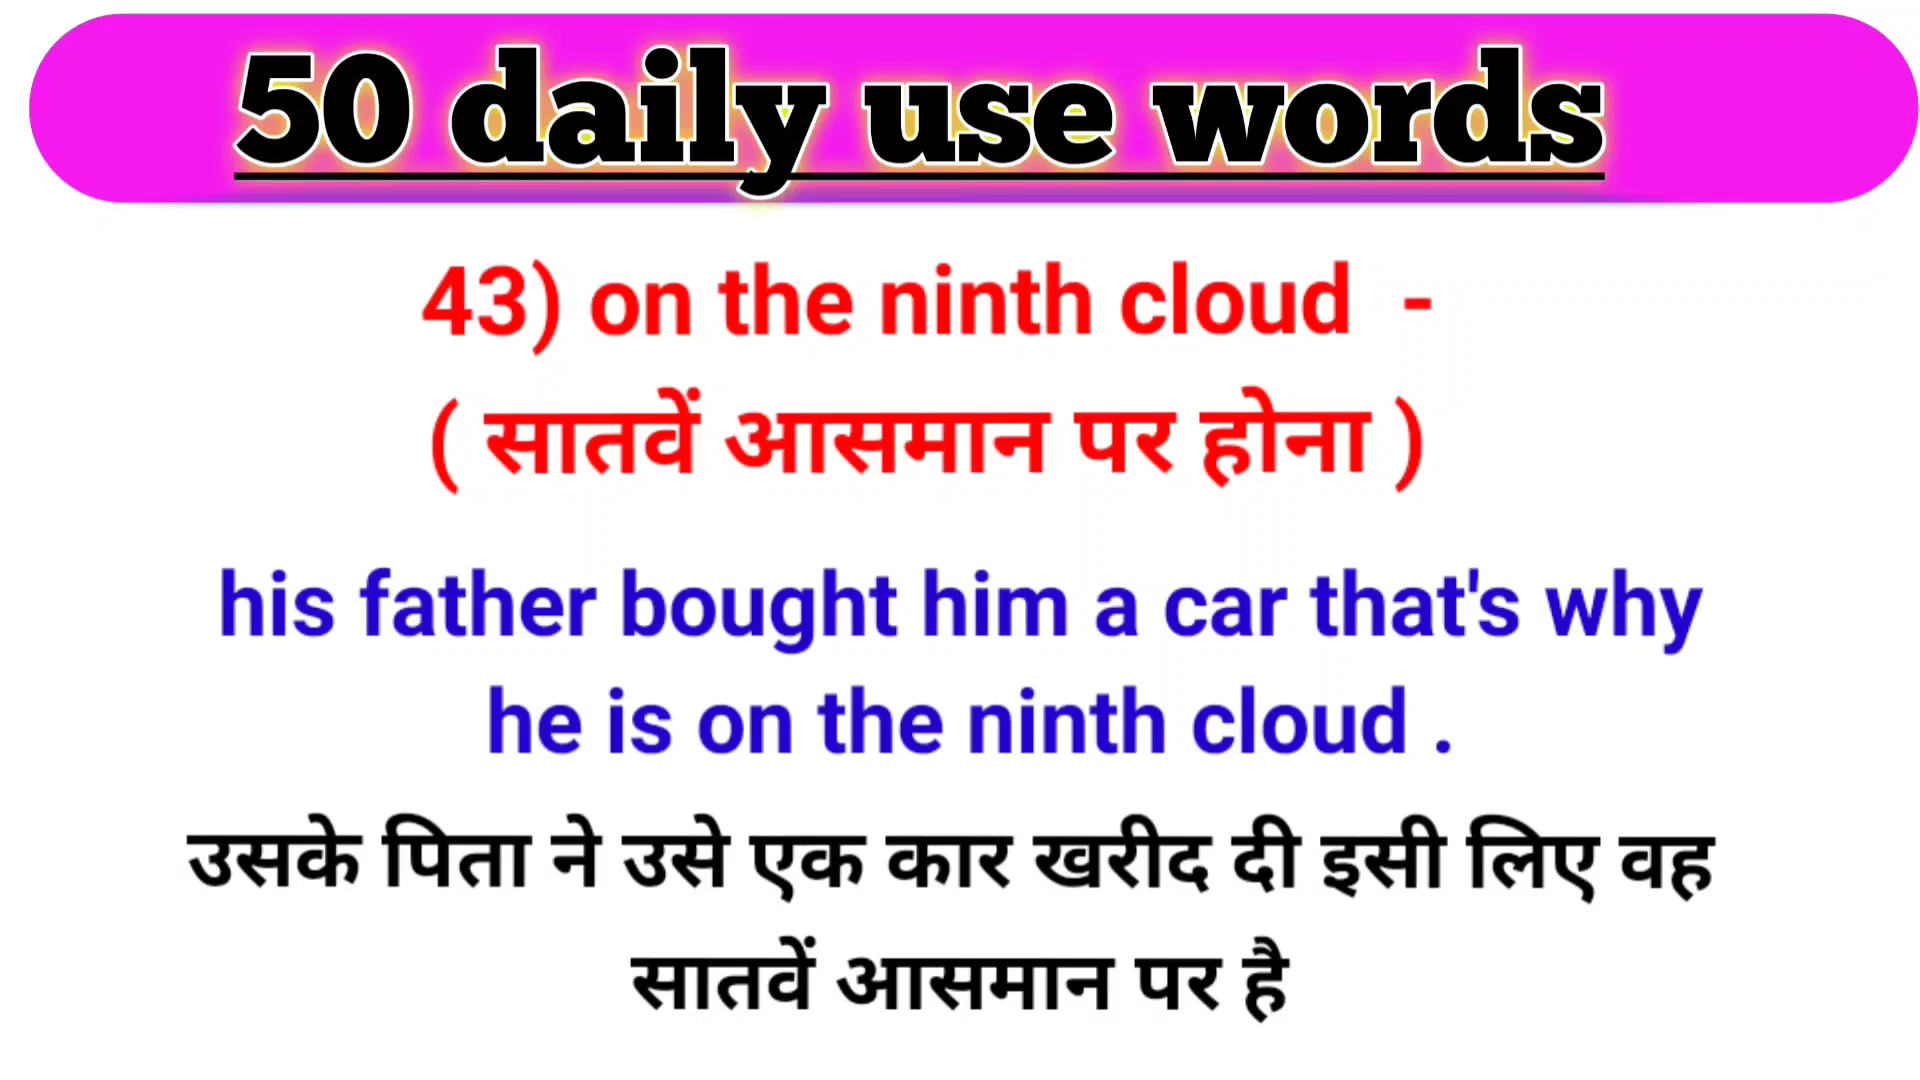 50 daily use words
43) on the ninth cloud -
( सातवें आसमान पर होना )
his father bought him a car that's why
he is on the ninth cloud .
उसके पिता ने उसे एक कार खरीद दी इसी लिए वह
सातवें आसमान पर है